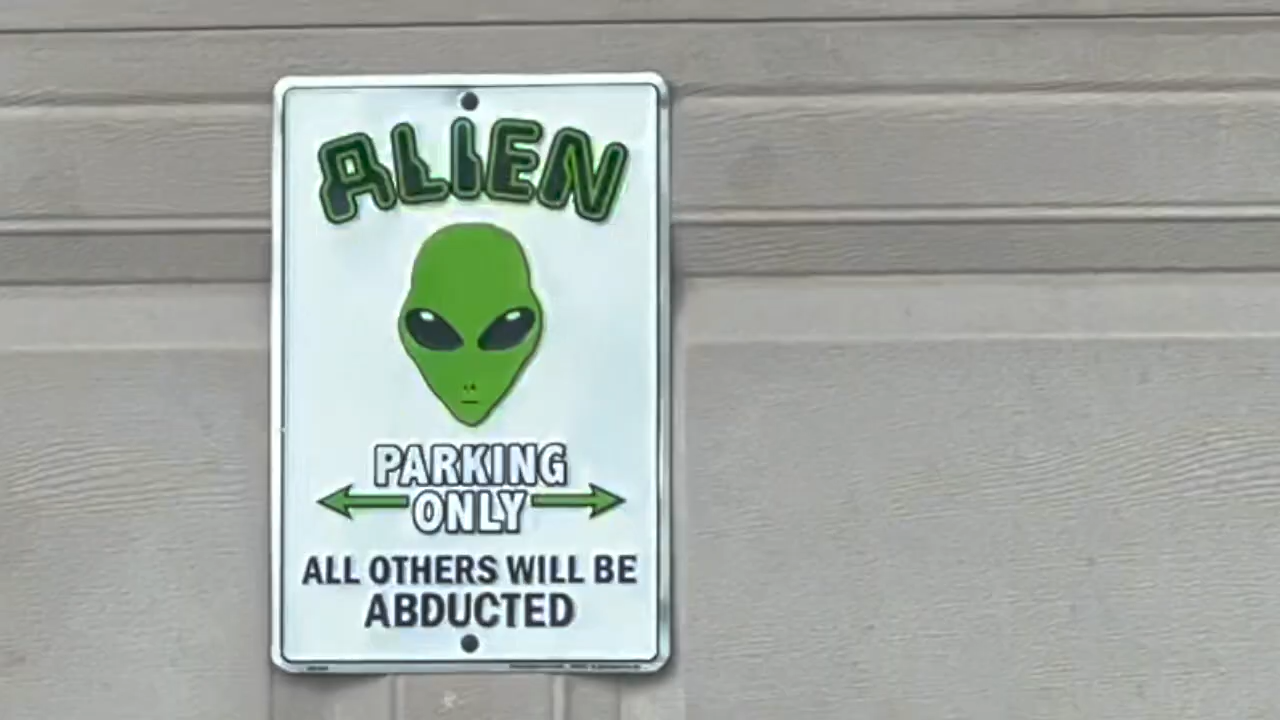 ALIEN
PARKING
ONLY
ALL OTHERS WILL BE
ABDUCTED